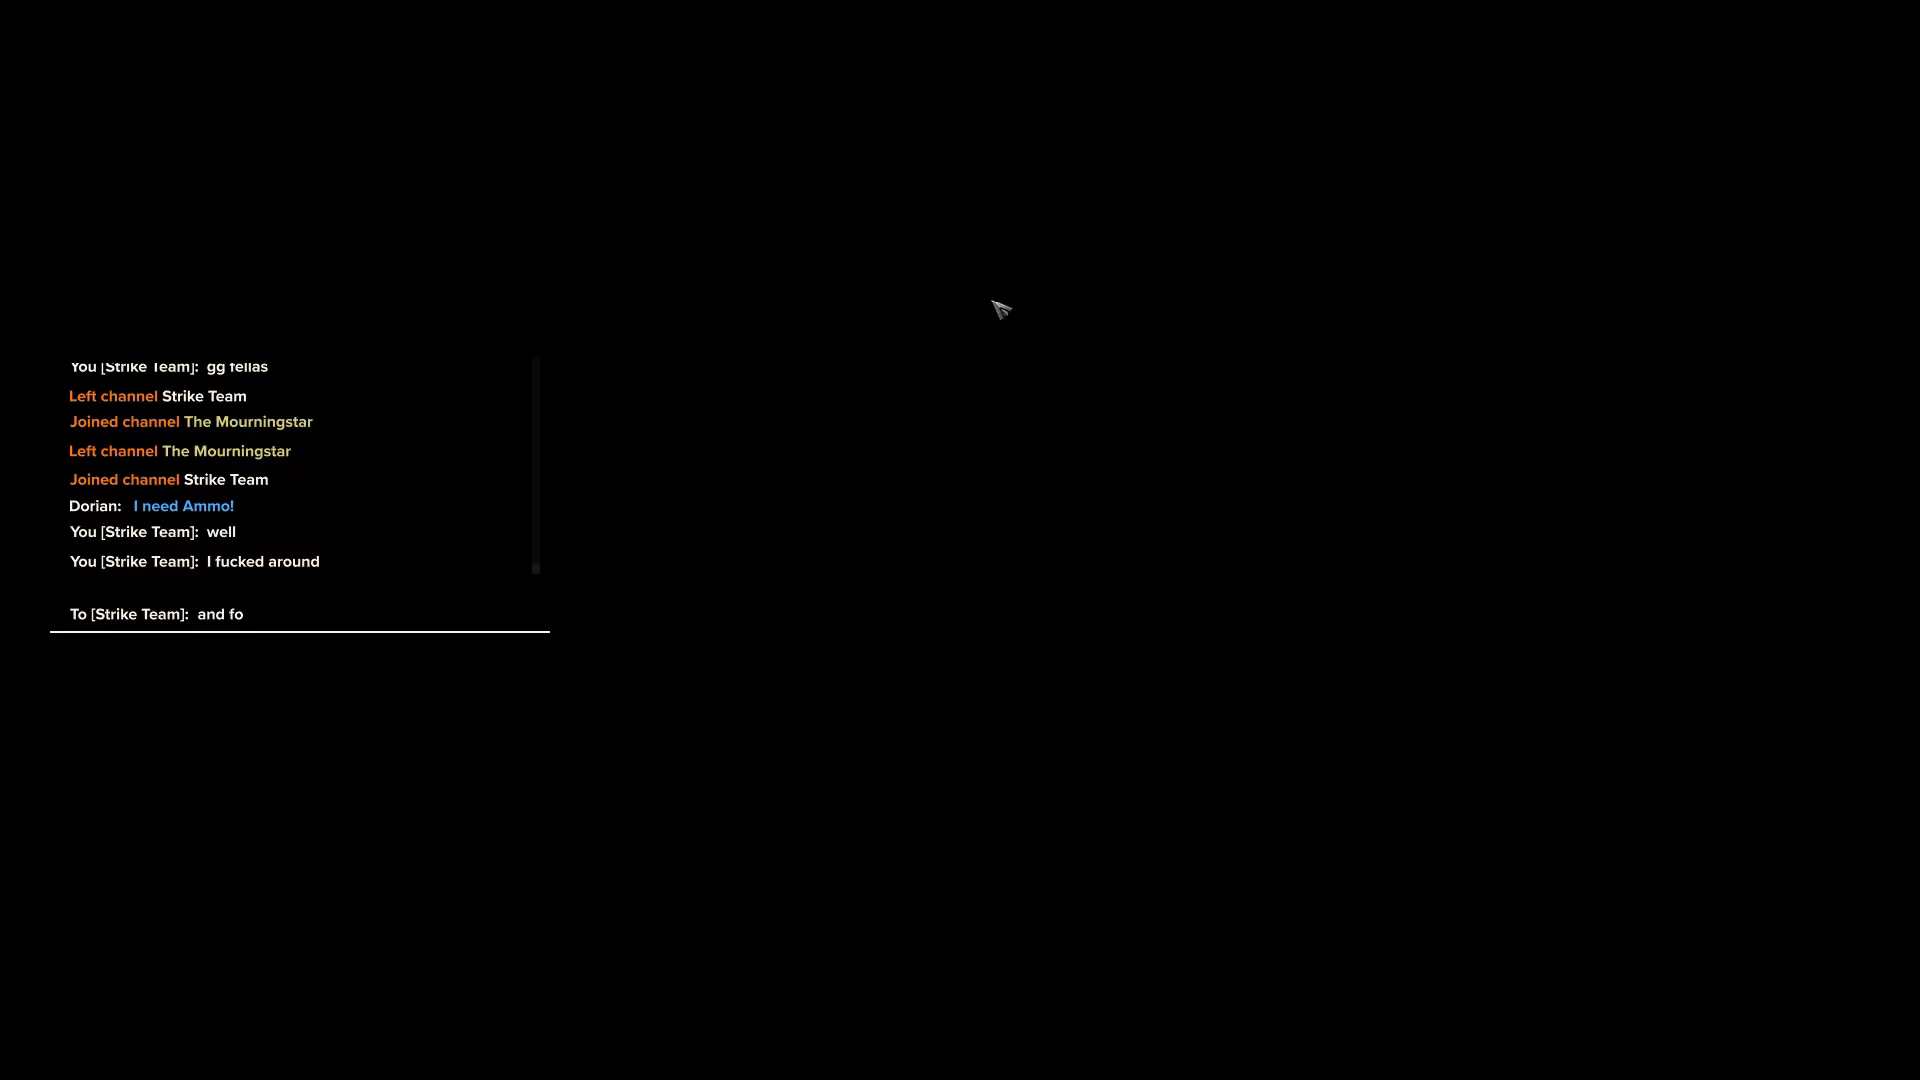 You [Strike Team]: gg fellas
Left channel Strike Team
Joined channel The Mourningstar
Left channel The Mourningstar
Joined channel Strike Team
Dorian: I need Ammo!
You [Strike Team]: well
You [Strike Team]: I fucked around
To [Strike Team]: and fo